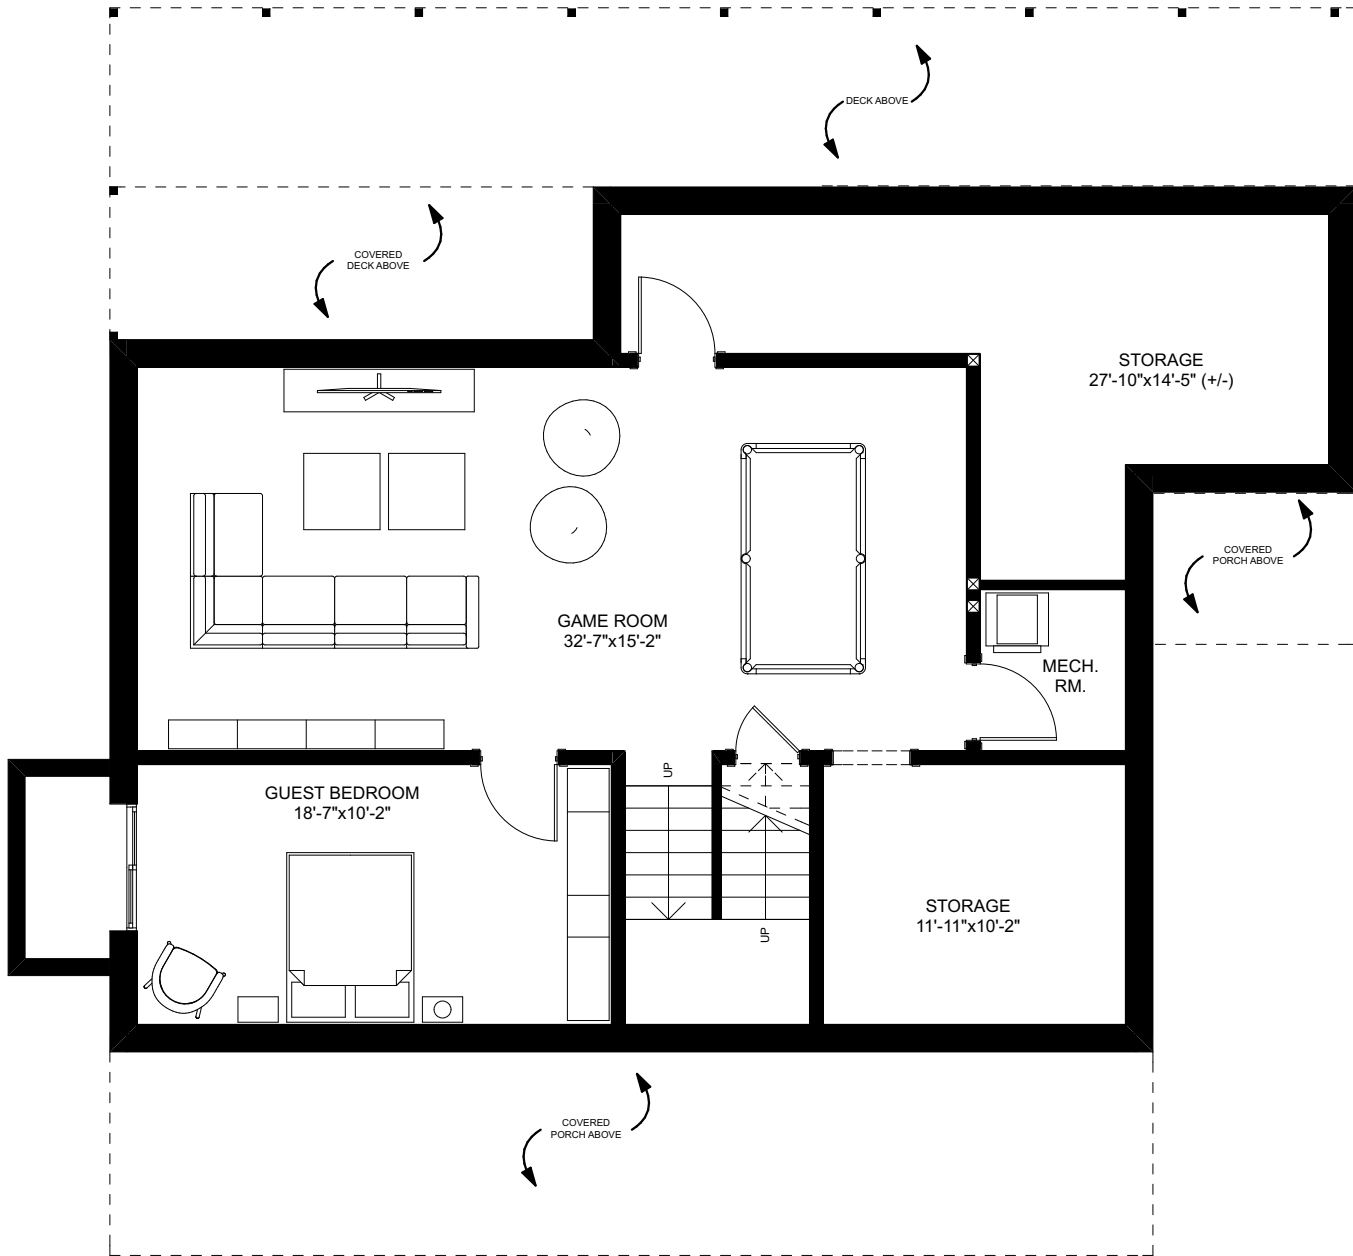 DECK ABOVE
COVERED
DECK ABOVE
STORAGE
27'-10"x14'-5" (+/-)
COVERED
PORCH ABOVE
GAME ROOM
32'-7"x15'-2"
MECH.
RM.
UP
GUEST BEDROOM
18'-7"x10'-2"
STORAGE
11'-11"x10'-2"
UP
COVERED
PORCH ABOVE